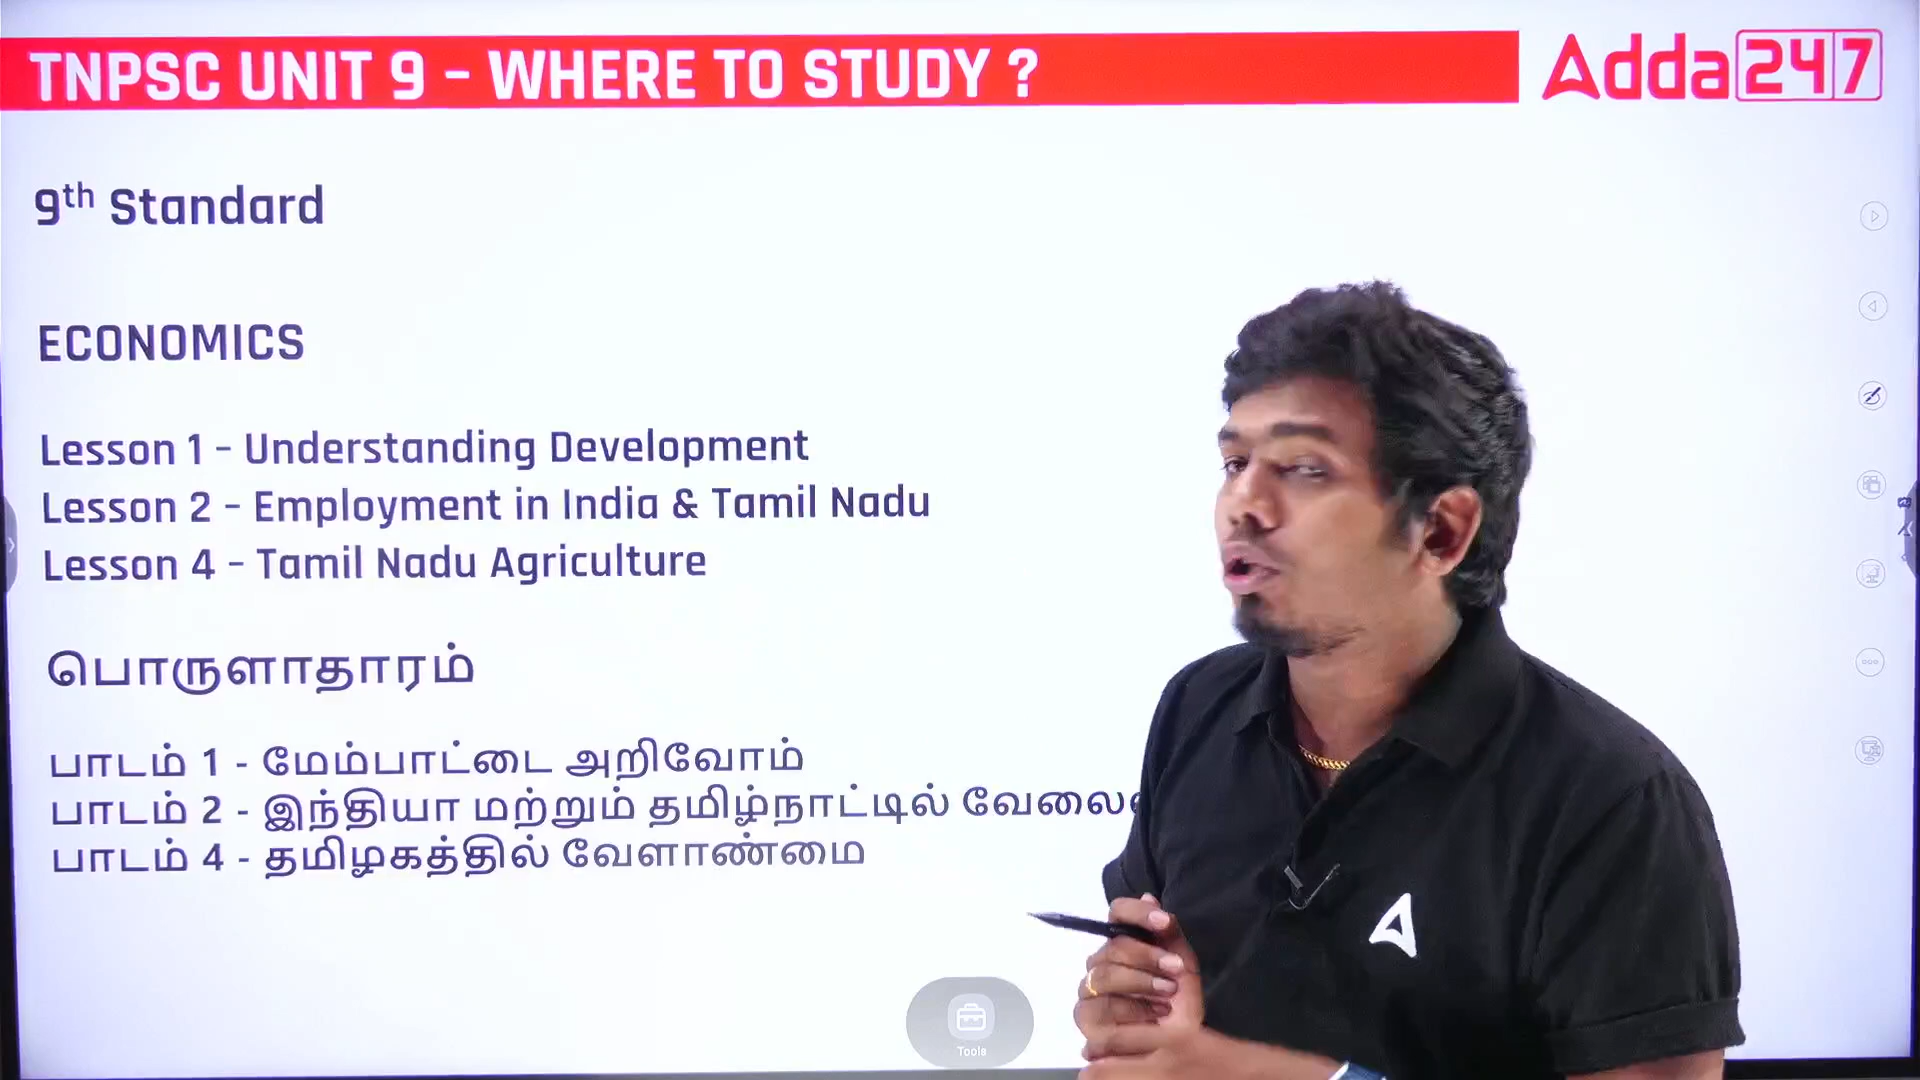 TNPSC UNIT 9 - WHERE TO STUDY ?
Adda247
9th Standard
ECONOMICS
Lesson 1 - Understanding Development
Lesson 2 - Employment in India & Tamil Nadu
Lesson 4 - Tamil Nadu Agriculture
பொருளாதாரம்
பாடம் 1 - மேம்பாட்டை அறிவோம்
பாடம் 2 - இந்தியா மற்றும் தமிழ்நாட்டில்
பாடம் 4 - தமிழகத்தில் வேளாண்மை
Tools